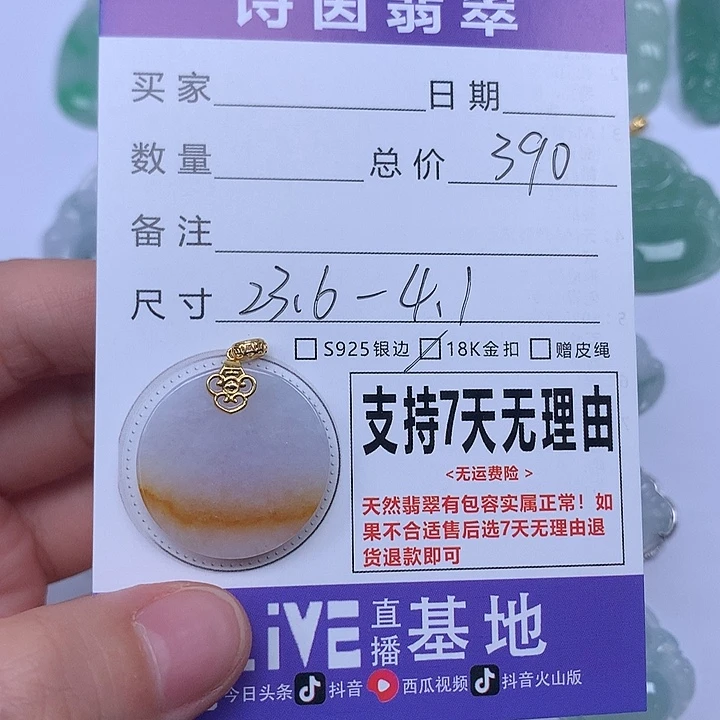 诗茵翡翠
买家 日期
数量 总价 390
备注
尺寸 23.6-4.1
S925银边 18K金扣 赠皮绳
支持7天无理由
<无运费险>
天然翡翠有包容实属正常！如
果不合适售后选7天无理由退
货退款即可
LiVE直播基地
今日头条 抖音 西瓜视频 抖音火山版